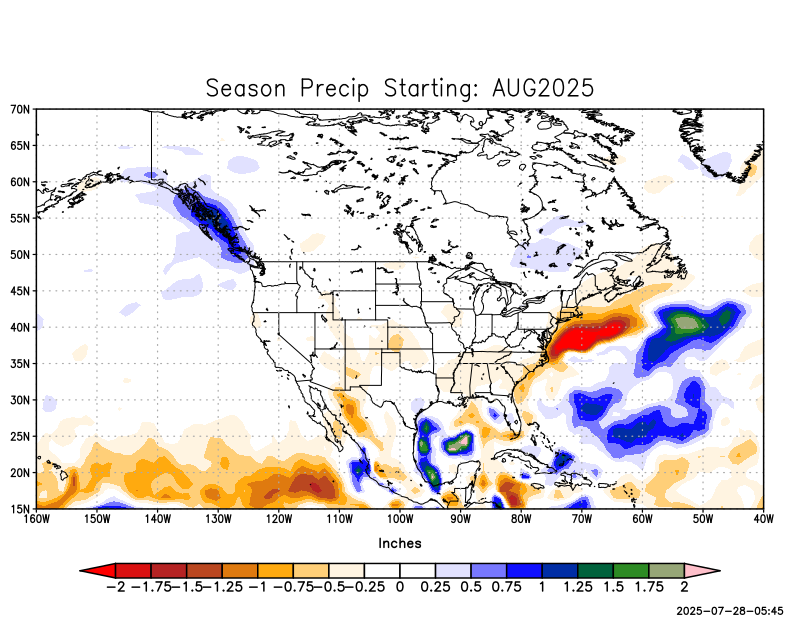 Season Precip Starting: AUG2025
70N
65N
60N
55N
50N
45N
40N
35N
30N
25N
20N
15N
160W 150W 140W 130W 120W 110W 100W 90W 80W 70W 60W 50W 40W
Inches
-2 -1.75 -1.5 -1.25 -1 -0.75 -0.5 -0.25 0 0.25 0.5 0.75 1 1.25 1.5 1.75 2
2025-07-28-05:45